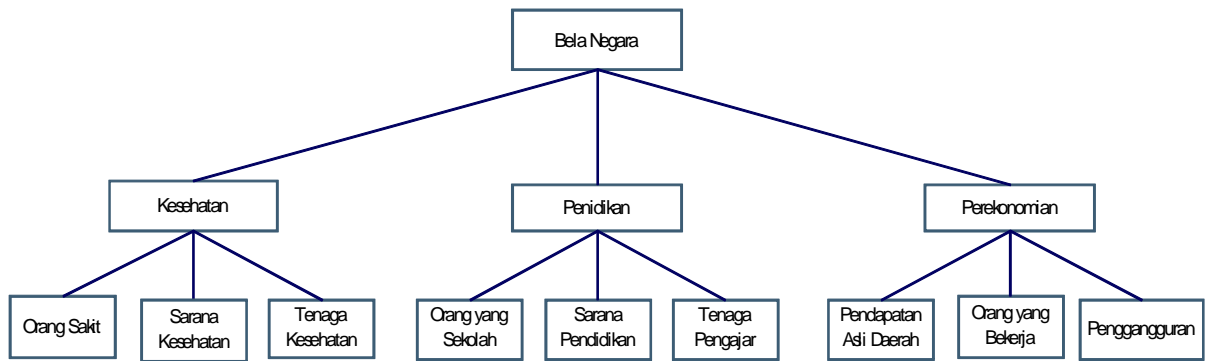 Bela Negara
Kesehatan
Penidikan
Perekonomian
Orang Sakit
Sarana
Kesehatan
Tenaga
Kesehatan
Orang yang
Sekolah
Sarana
Pendidikan
Tenaga
Pengajar
Pendapatan
Asli Daerah
Orang yang
Bekerja
Penggangguran